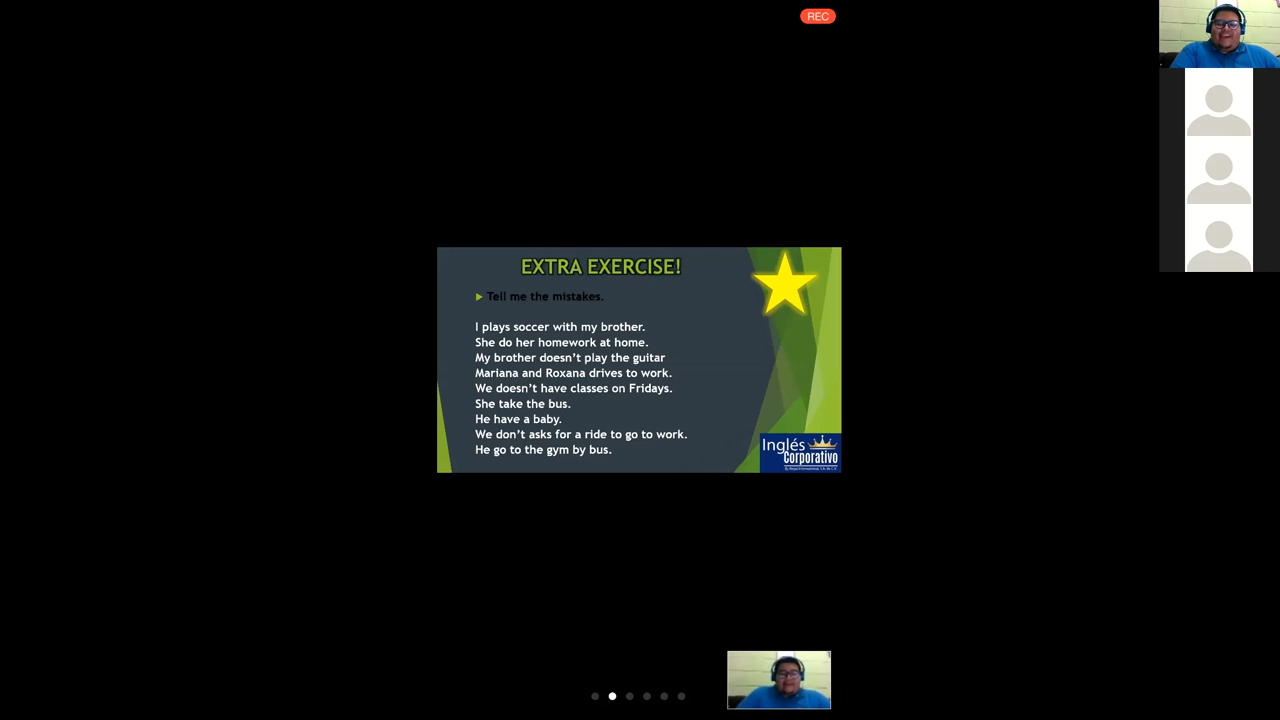 REC
EXTRA EXERCISE!
Tell me the mistakes.
I plays soccer with my brother.
She do her homework at home.
My brother doesn't play the guitar
Mariana and Roxana drives to work.
We doesn't have classes on Fridays.
She take the bus.
He have a baby.
We don't asks for a ride to go to work.
He go to the gym by bus.
Inglés
Corporativo